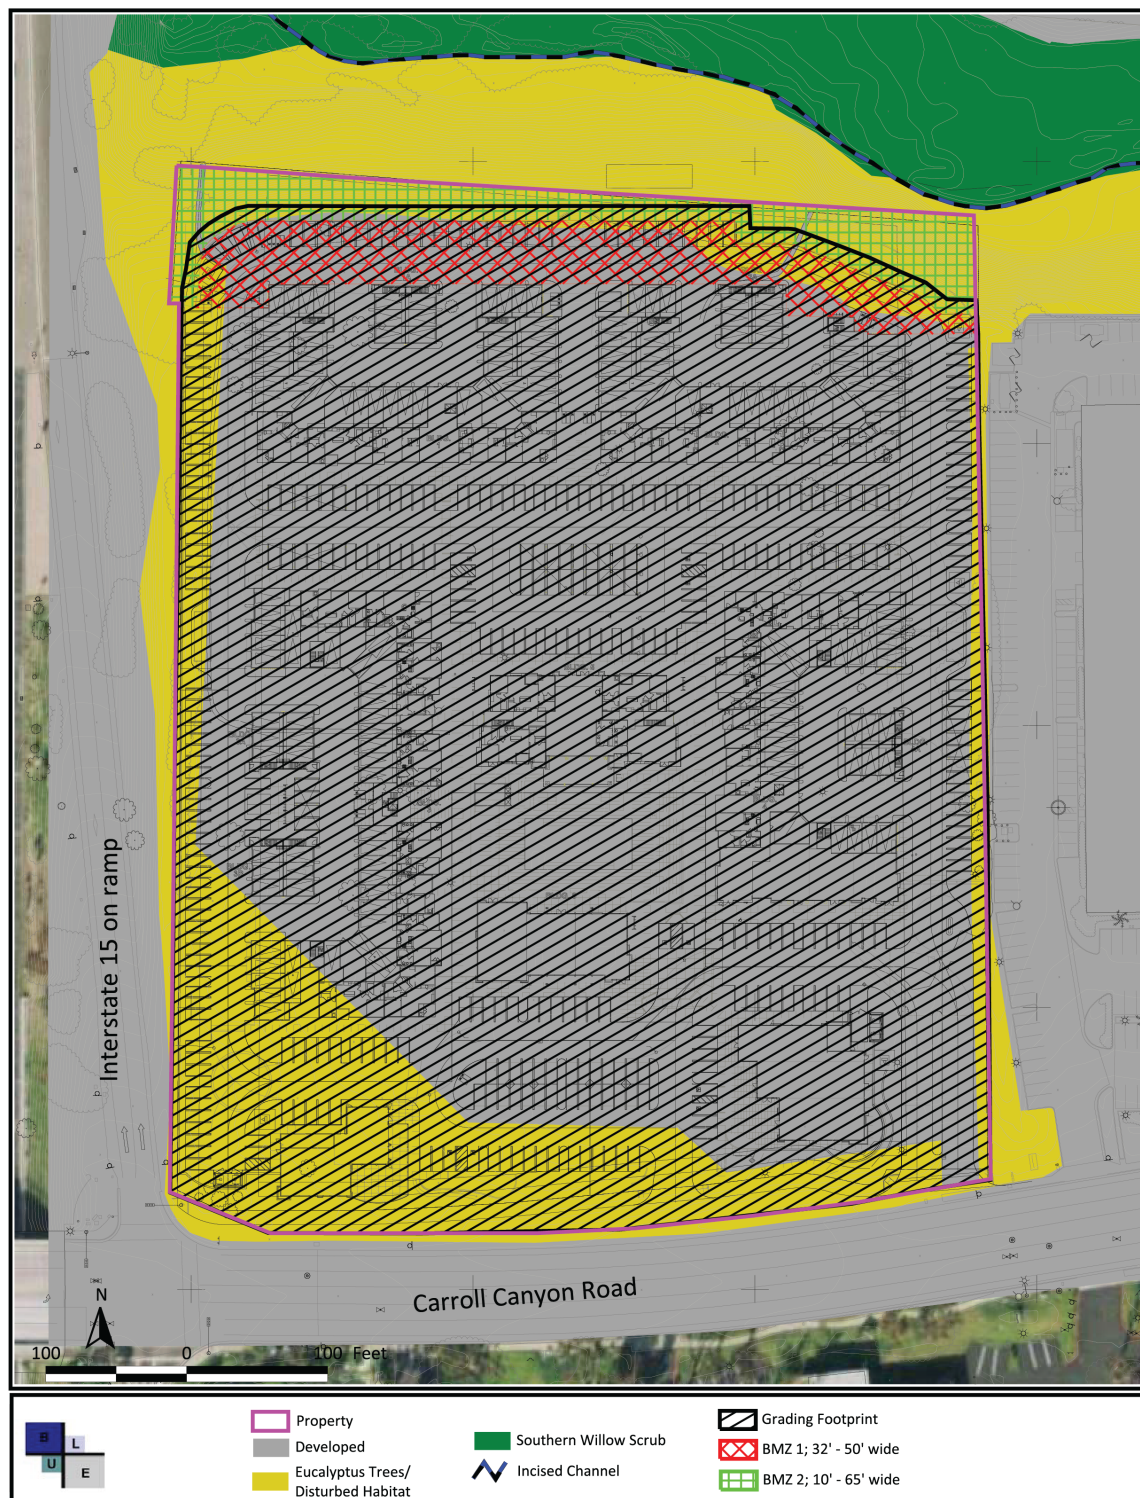 Interstate 15 on ramp
Carroll Canyon Road
N
100 0 100 Feet
B
L
U
E
Property
Developed
Eucalyptus Trees/
Disturbed Habitat
Southern Willow Scrub
Incised Channel
Grading Footprint
BMZ 1; 32' - 50' wide
BMZ 2; 10' - 65' wide